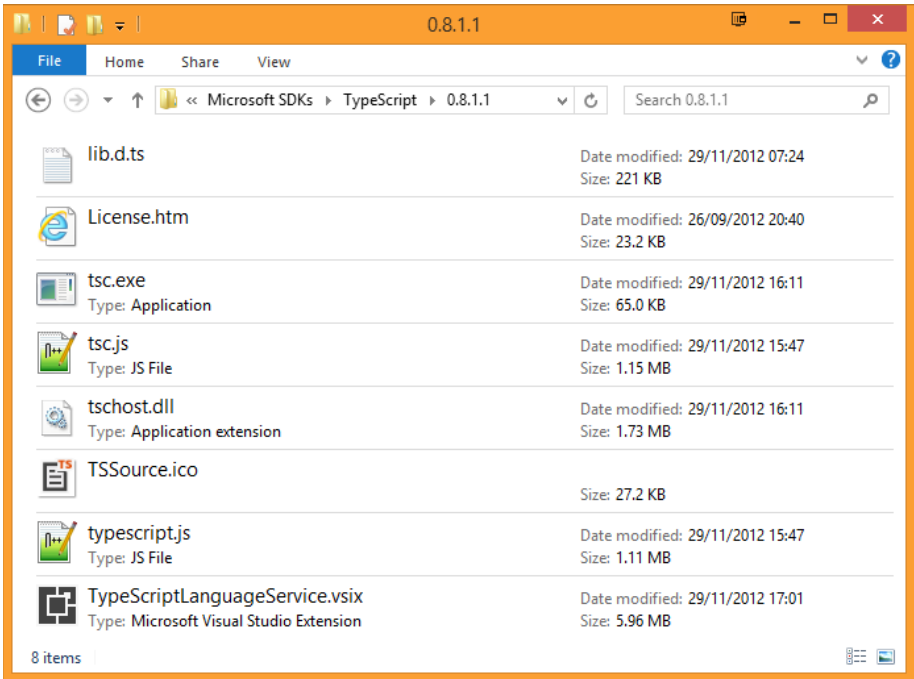 0.8.1.1
File Home Share View
« Microsoft SDKs TypeScript 0.8.1.1 Search 0.8.1.1
lib.d.ts
Date modified: 29/11/2012 07:24
Size: 221 KB
License.htm
Date modified: 26/09/2012 20:40
Size: 23.2 KB
tsc.exe
Date modified: 29/11/2012 16:11
Type: Application
Size: 65.0 KB
tsc.js
Date modified: 29/11/2012 15:47
Type: JS File
Size: 1.15 MB
tschost.dll
Date modified: 29/11/2012 16:11
Type: Application extension
Size: 1.73 MB
TS
TSSource.ico
Size: 27.2 KB
typescript.js
Date modified: 29/11/2012 15:47
Type: JS File
Size: 1.11 MB
TypeScriptLanguageService.vsix
Date modified: 29/11/2012 17:01
Type: Microsoft Visual Studio Extension
Size: 5.96 MB
8 items